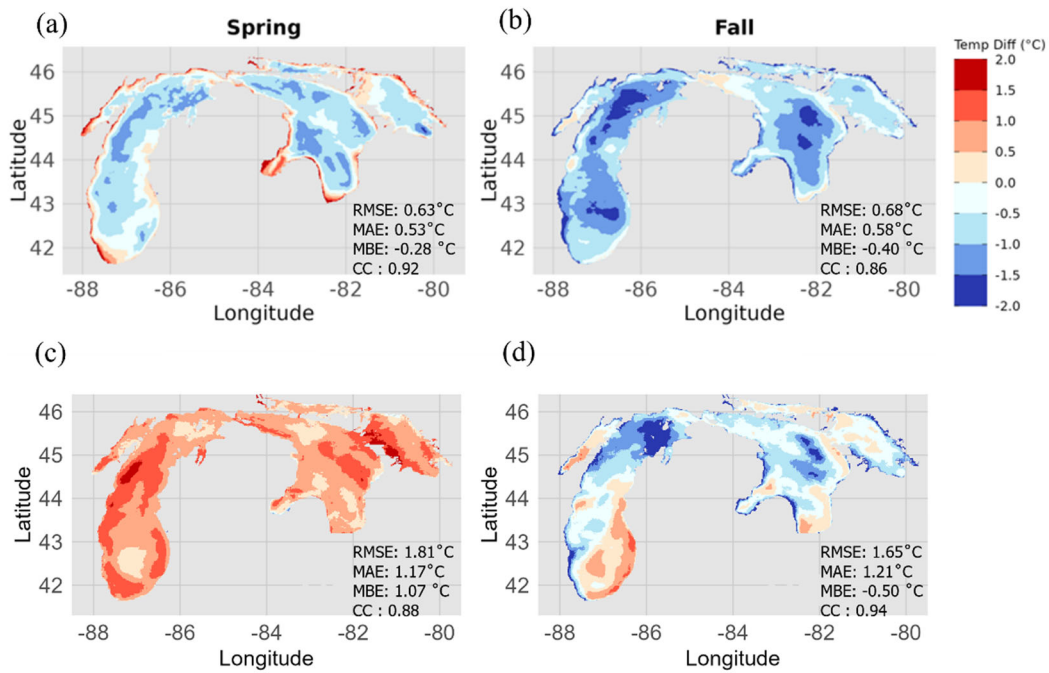 (a)
Spring
(b)
Fall
Temp Diff (°C)
46
45
44
43
42
Latitude
RMSE: 0.63°C
MAE: 0.53°C
MBE: -0.28 °C
CC : 0.92
-88
-86
-84
-82
-80
Longitude
46
45
44
43
42
Latitude
RMSE: 0.68°C
MAE: 0.58°C
MBE: -0.40 °C
CC : 0.86
-88
-86
-84
-82
-80
Longitude
2.0
1.5
1.0
0.5
0.0
-0.5
-1.0
-1.5
-2.0
(c)
46
45
44
43
42
Latitude
RMSE: 1.81°C
MAE: 1.17°C
MBE: 1.07 °C
CC : 0.88
-88
-86
-84
-82
-80
Longitude
(d)
46
45
44
43
42
Latitude
RMSE: 1.65°C
MAE: 1.21°C
MBE: -0.50 °C
CC : 0.94
-88
-86
-84
-82
-80
Longitude